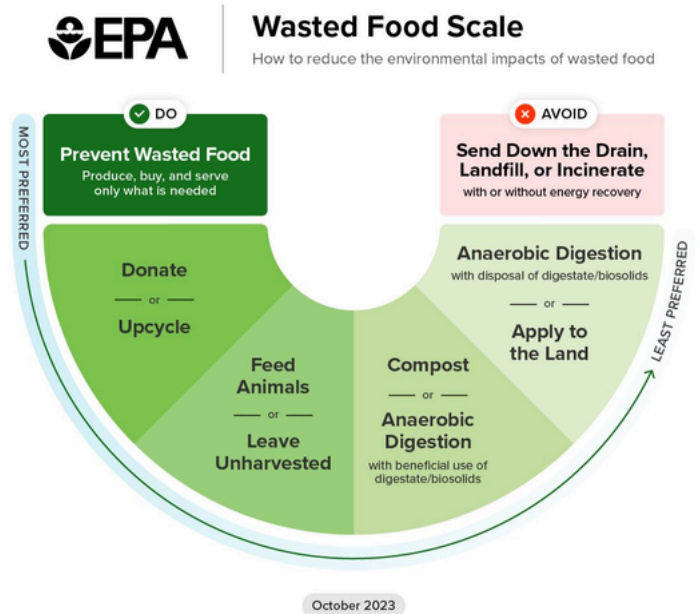 EPA
Wasted Food Scale
How to reduce the environmental impacts of wasted food
DO
Prevent Wasted Food
Produce, buy, and serve
only what is needed
AVOID
Send Down the Drain,
Landfill, or Incinerate
with or without energy recovery
MOST PREFERRED
Donate
or
Upcycle
Feed
Animals
or
Leave
Unharvested
Compost
or
Anaerobic
Digestion
with beneficial use of
digestate/biosolids
Anaerobic Digestion
with disposal of digestate/biosolids
or
Apply to
the Land
LEAST PREFERRED
October 2023